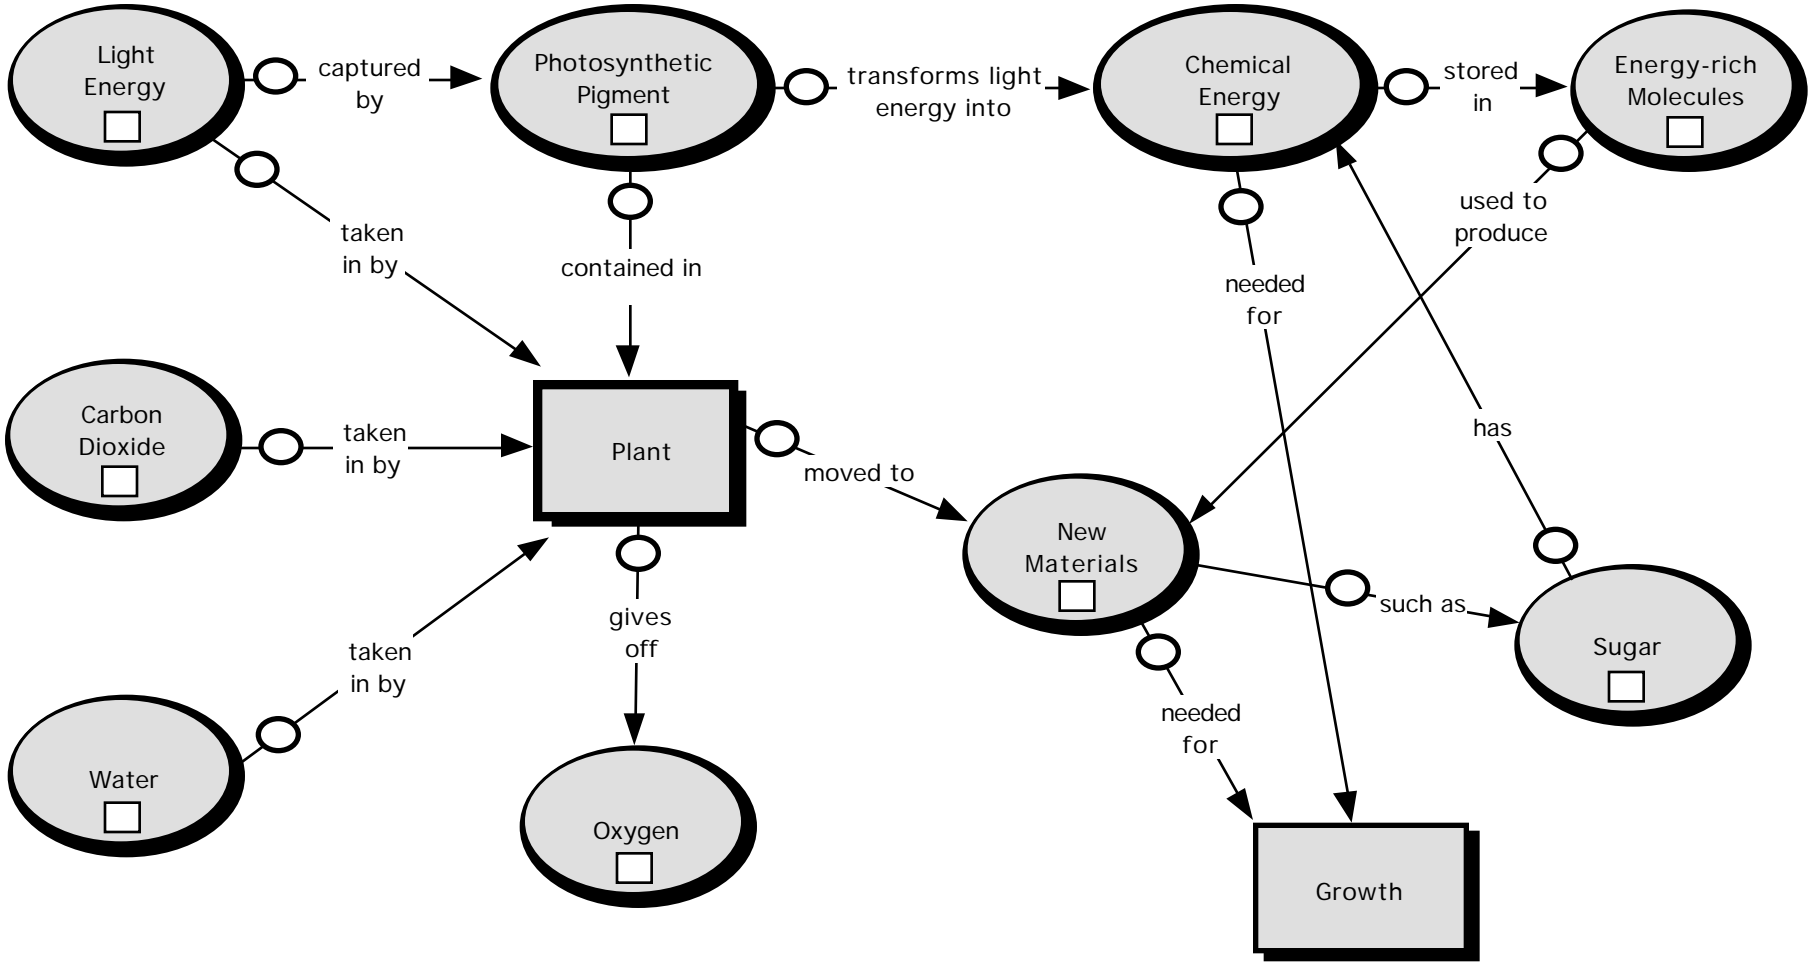 Light
Energy
captured
by
Photosynthetic
Pigment
transforms light
energy into
Chemical
Energy
stored
in
Energy-rich
Molecules
taken
in by
contained in
needed
for
used to
produce
Carbon
Dioxide
taken
in by
Plant
moved to
has
New
Materials
such as
Sugar
taken
in by
gives
off
needed
for
Water
Oxygen
Growth